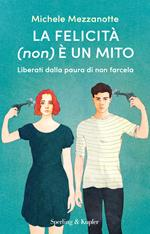 Michele Mezzanotte
LA FELICITÀ
(non) È UN MITO
Liberati dalla paura di non farcela
Sperling & Kupfer